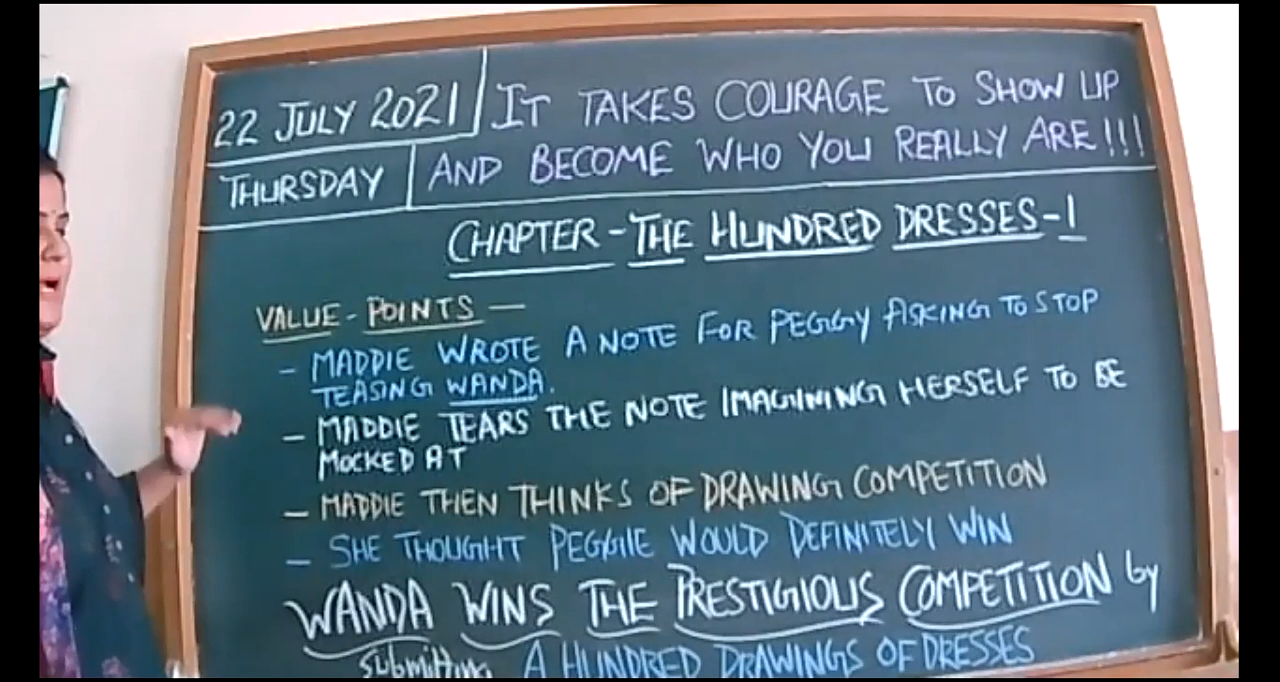 22 JULY 2021
THURSDAY
IT TAKES COURAGE TO SHOW UP
AND BECOME WHO YOU REALLY ARE!!!
CHAPTER - THE HUNDRED DRESSES - 1
VALUE - POINTS —
- MADDIE WROTE A NOTE FOR PEGGY ASKING TO STOP
TEASING WANDA.
- MADDIE TEARS THE NOTE IMAGINING HERSELF TO BE
MOCKED AT
- MADDIE THEN THINKS OF DRAWING COMPETITION
- SHE THOUGHT PEGGIE WOULD DEFINITELY WIN
WANDA WINS THE PRESTIGIOUS COMPETITION by
submitting A HUNDRED DRAWINGS OF DRESSES